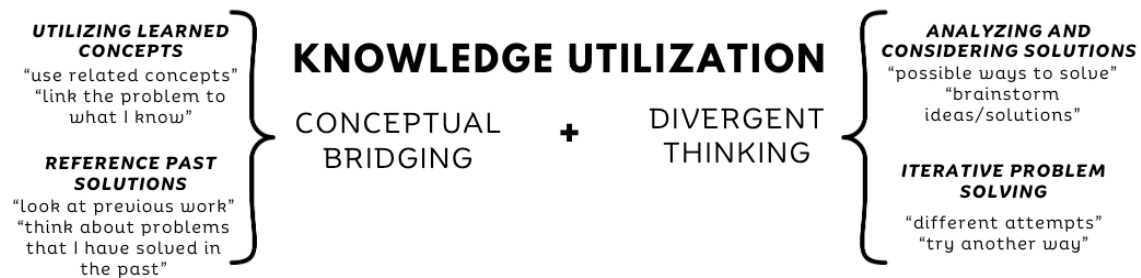 UTILIZING LEARNED
CONCEPTS
“use related concepts”
“link the problem to
what I know”
REFERENCE PAST
SOLUTIONS
“look at previous work”
“think about problems
that I have solved in
the past”
KNOWLEDGE UTILIZATION
CONCEPTUAL
BRIDGING
+
DIVERGENT
THINKING
ANALYZING AND
CONSIDERING SOLUTIONS
“possible ways to solve”
“brainstorm
ideas/solutions”
ITERATIVE PROBLEM
SOLVING
“different attempts”
“try another way”